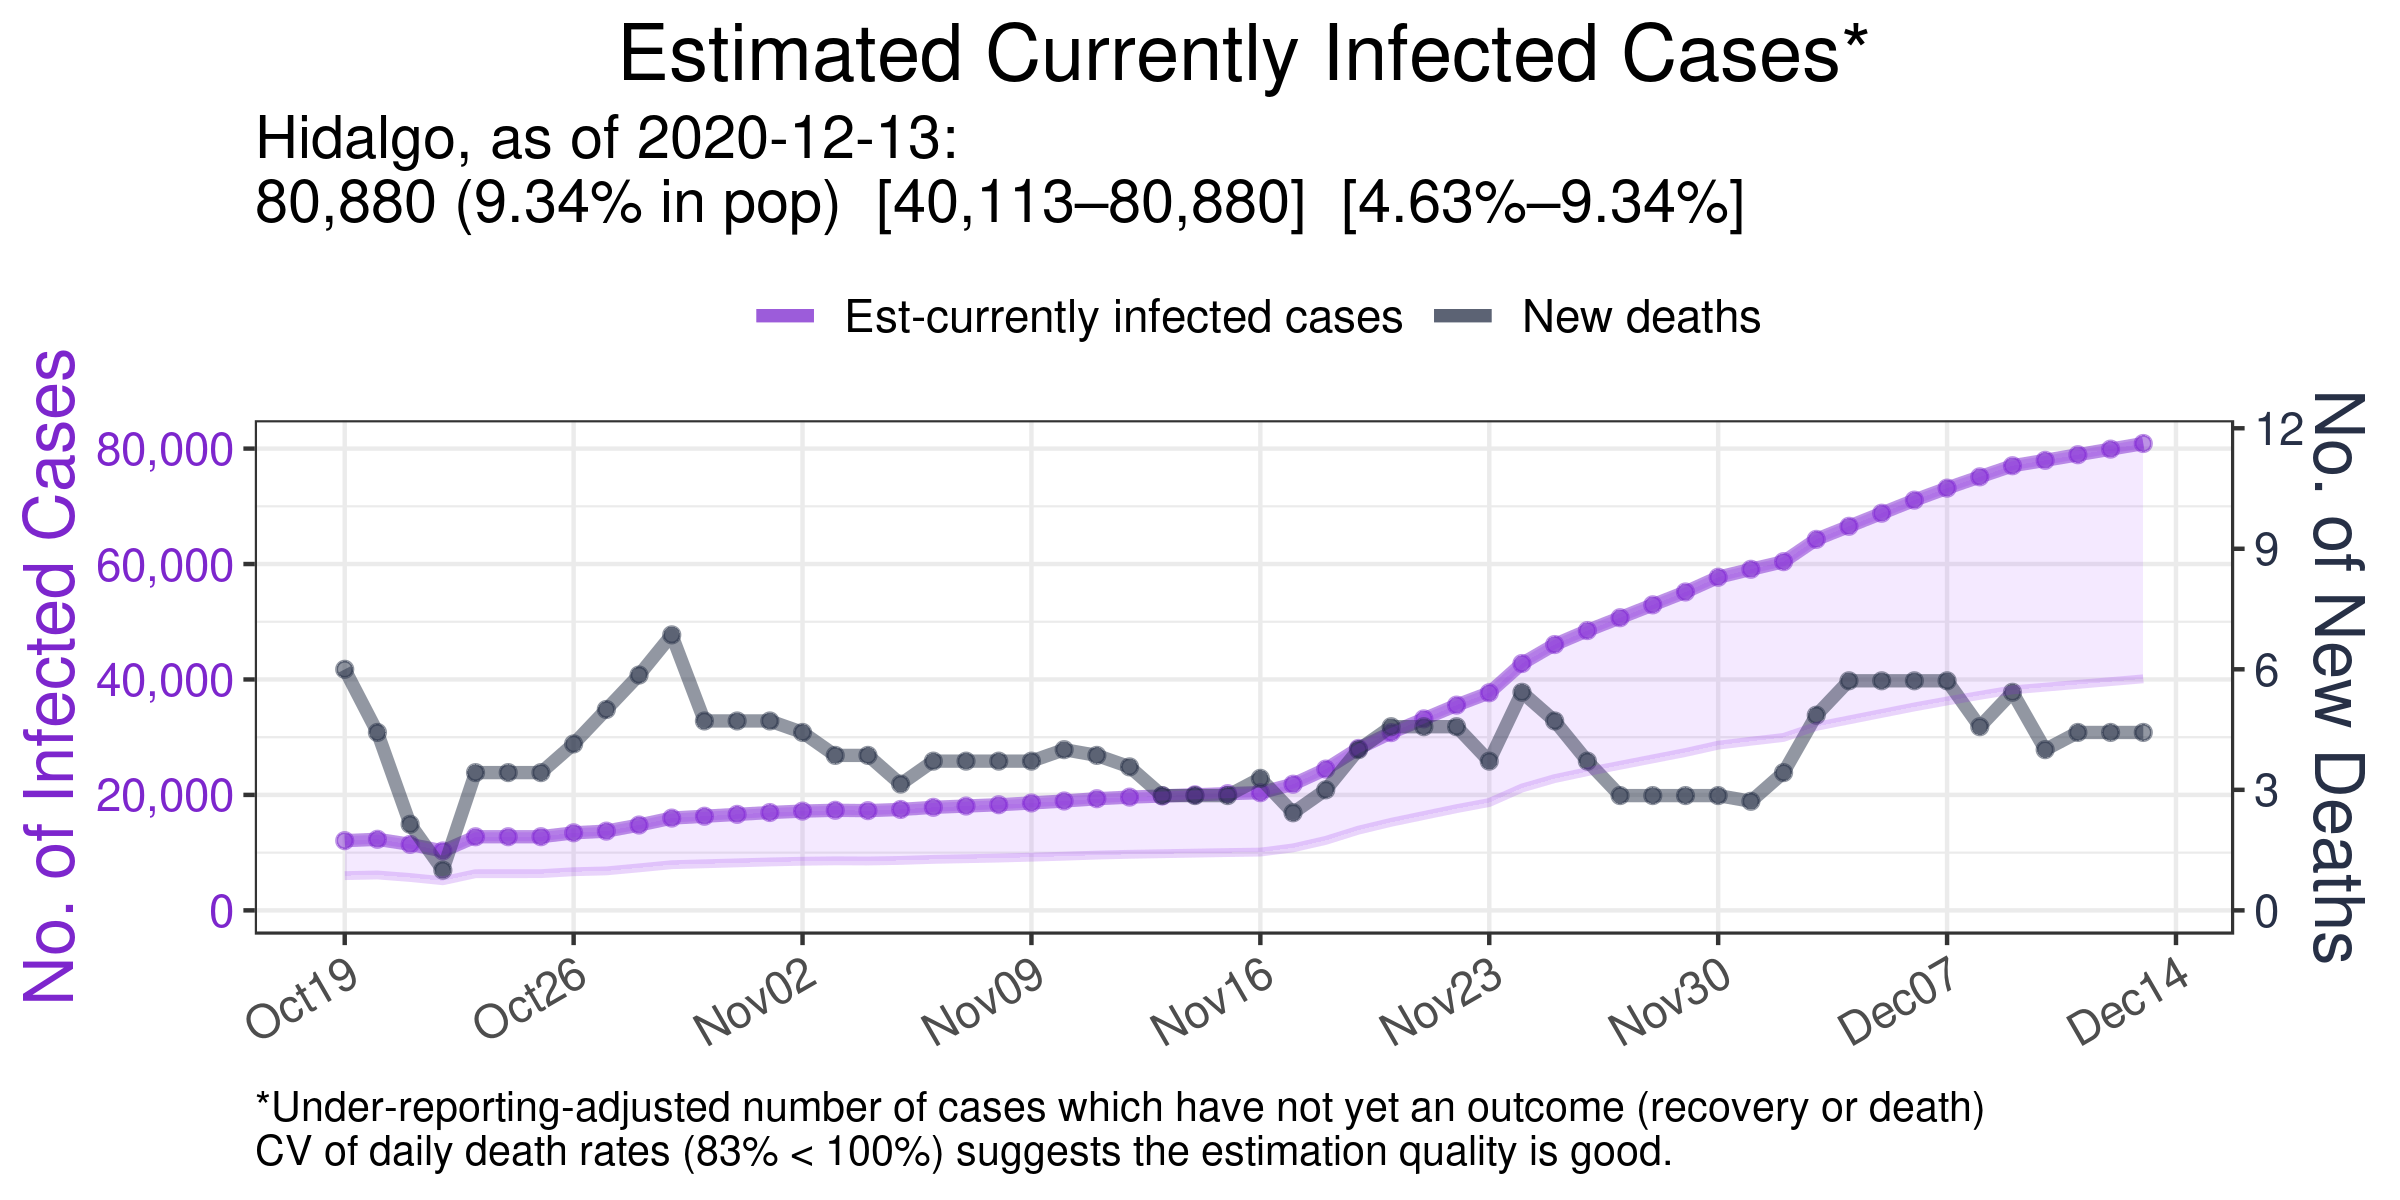 Estimated Currently Infected Cases*
Hidalgo, as of 2020-12-13:
80,880 (9.34% in pop)  [40,113–80,880]  [4.63%–9.34%]
Est-currently infected cases
New deaths
No. of Infected Cases
80,000
60,000
40,000
20,000
0
12
9
6
3
0
No. of New Deaths
Oct19
Oct26
Nov02
Nov09
Nov16
Nov23
Nov30
Dec07
Dec14
*Under-reporting-adjusted number of cases which have not yet an outcome (recovery or death)
CV of daily death rates (83% < 100%) suggests the estimation quality is good.